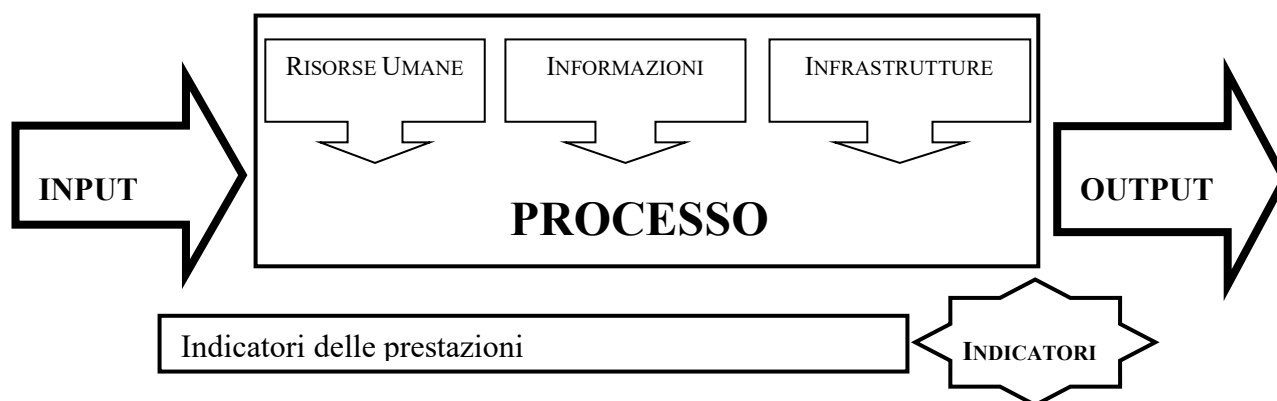 RISORSE UMANE
INFORMAZIONI
INFRASTRUTTURE
INPUT
PROCESSO
OUTPUT
Indicatori delle prestazioni
INDICATORI